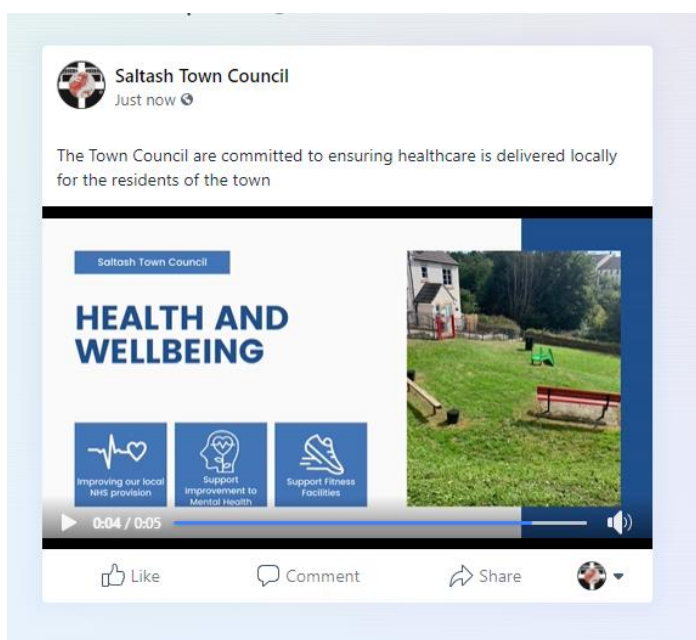 Saltash Town Council
Just now
The Town Council are committed to ensuring healthcare is delivered locally
for the residents of the town
Saltash Town Council
HEALTH AND
WELLBEING
Improving our local
NHS provision
Support
Improvement to
Mental Health
Support Fitness
Facilities
0:04 / 0:05
Like
Comment
Share